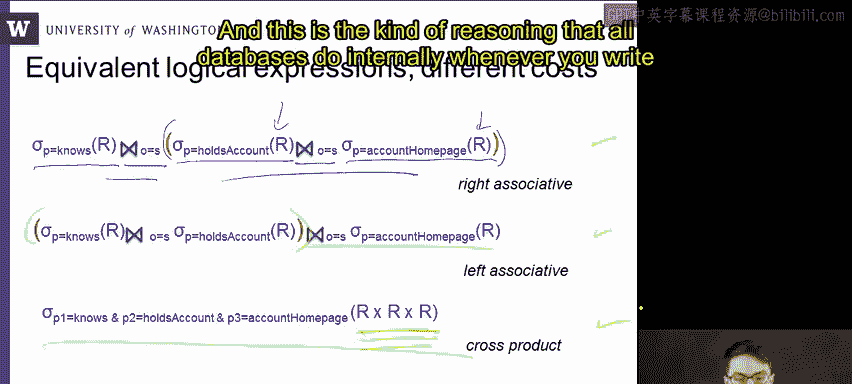 W UNIVERSITY of WASHINGTON
And this is the kind of reasoning that all
databases do internally whenever you write
Equivalent logical expressions, different costs
σp=knows(R) ⋈ o=s (σp=holdsAccount(R) ⋈ o=s σp=accountHomepage(R))
right associative
(σp=knows(R) ⋈ o=s σp=holdsAccount(R)) ⋈ o=s σp=accountHomepage(R)
left associative
σp1=knows & p2=holdsAccount & p3=accountHomepage (R x R x R)
cross product